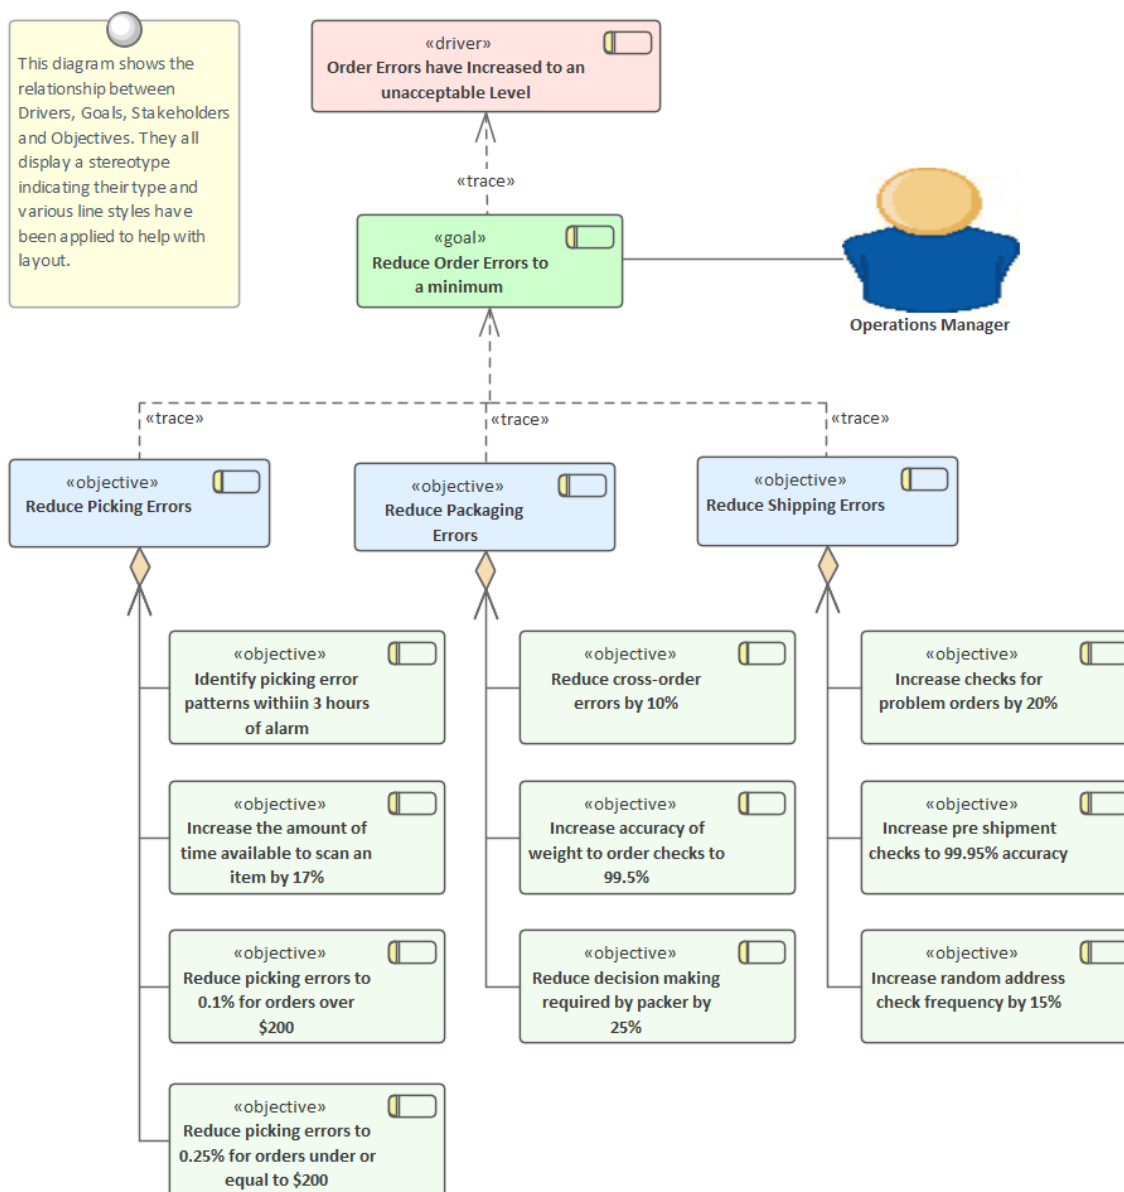 This diagram shows the
relationship between
Drivers, Goals, Stakeholders
and Objectives. They all
display a stereotype
indicating their type and
various line styles have
been applied to help with
layout.
«driver»
Order Errors have Increased to an
unacceptable Level
«trace»
«goal»
Reduce Order Errors to
a minimum
Operations Manager
«trace»
«trace»
«trace»
«objective»
Reduce Picking Errors
«objective»
Reduce Packaging
Errors
«objective»
Reduce Shipping Errors
«objective»
Identify picking error
patterns withiin 3 hours
of alarm
«objective»
Reduce cross-order
errors by 10%
«objective»
Increase checks for
problem orders by 20%
«objective»
Increase the amount of
time available to scan an
item by 17%
«objective»
Increase accuracy of
weight to order checks to
99.5%
«objective»
Increase pre shipment
checks to 99.95% accuracy
«objective»
Reduce picking errors to
0.1% for orders over
$200
«objective»
Reduce decision making
required by packer by
25%
«objective»
Increase random address
check frequency by 15%
«objective»
Reduce picking errors to
0.25% for orders under or
equal to $200